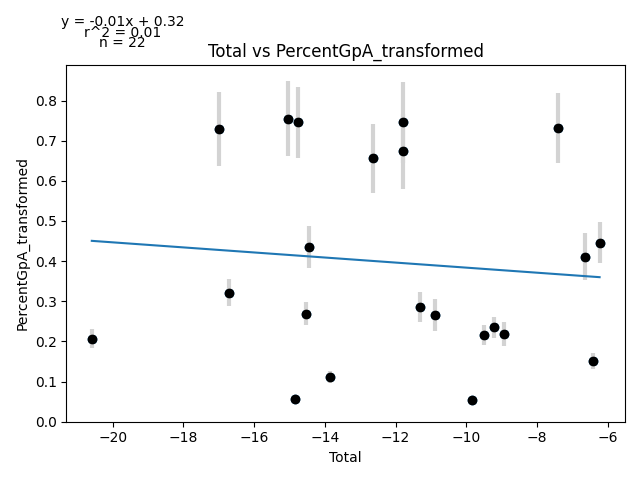 y = -0.01x + 0.32
r^2 = 0.01
n = 22
Total vs PercentGpA_transformed
PercentGpA_transformed
0.8
0.7
0.6
0.5
0.4
0.3
0.2
0.1
0.0
−20
−18
−16
−14
−12
−10
−8
−6
Total